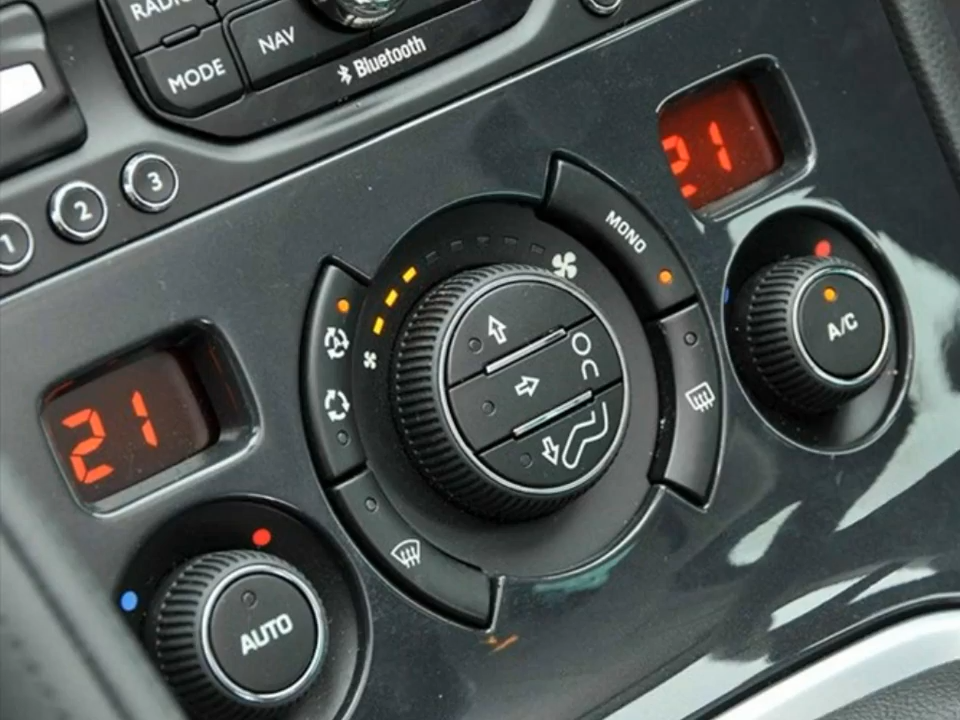 RADIO
NAV
MODE
Bluetooth
1
2
3
MONO
21
21
A/C
AUTO